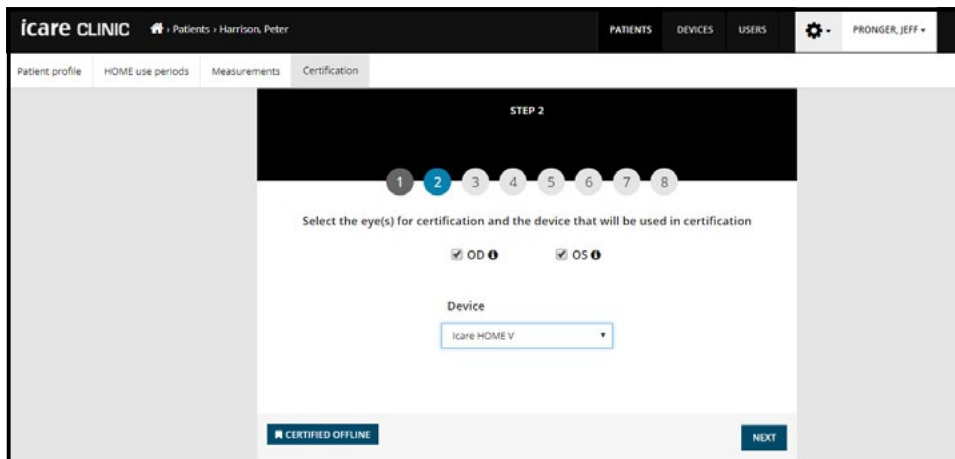 icare CLINIC › Patients › Harrison, Peter PATIENTS DEVICES USERS PRONGER, JEFF
Patient profile HOME use periods Measurements Certification
STEP 2
1 2 3 4 5 6 7 8
Select the eye(s) for certification and the device that will be used in certification
OD OS
Device
Icare HOME V
CERTIFIED OFFLINE NEXT